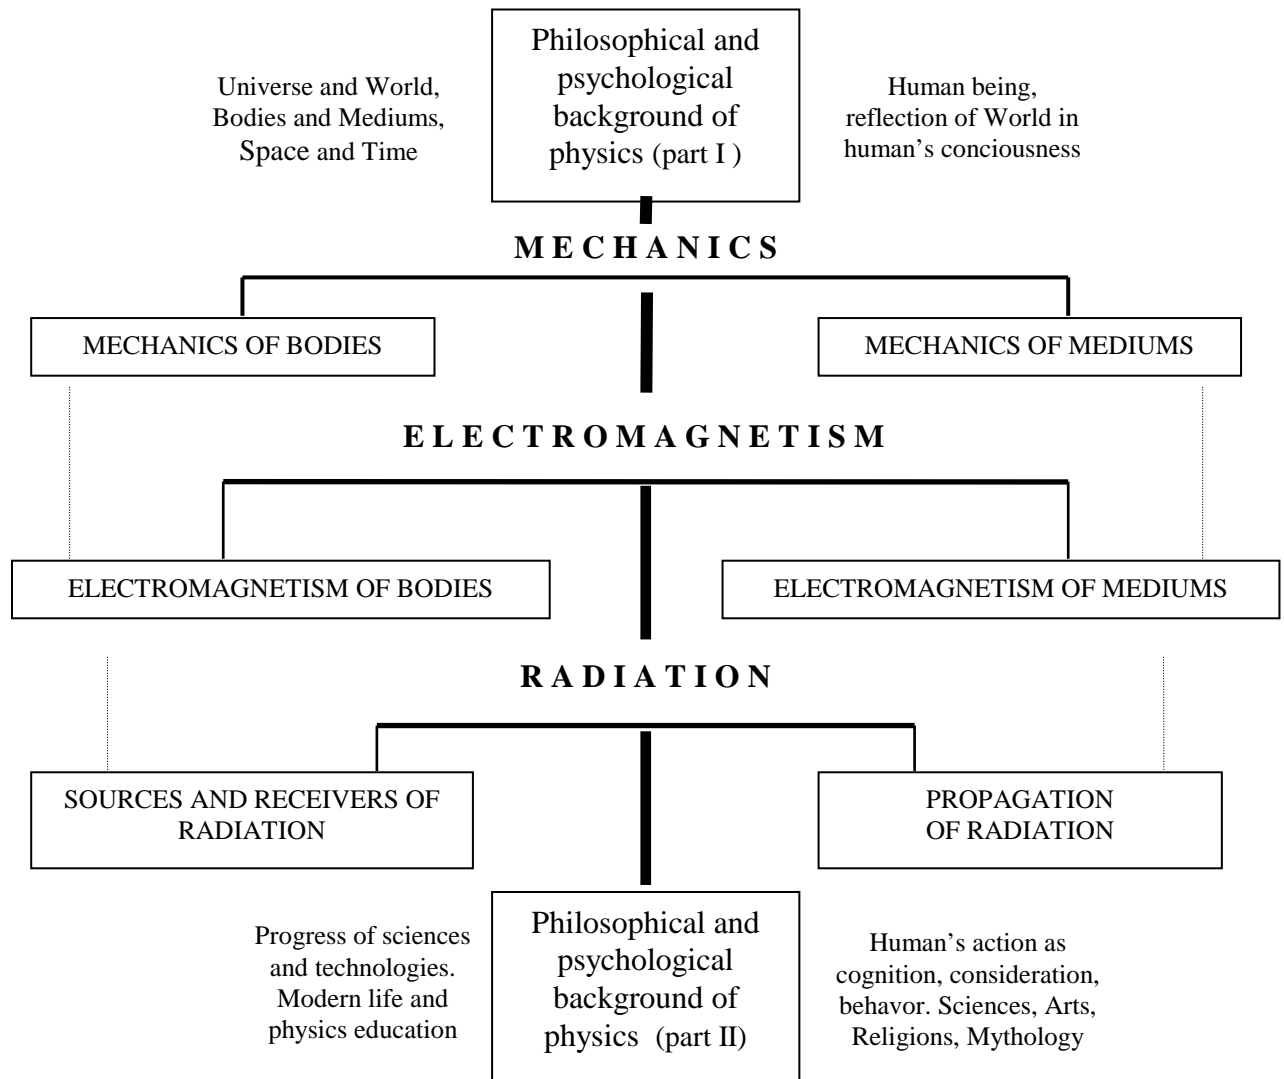 Philosophical and
psychological
background of
physics (part I )
Universe and World,
Bodies and Mediums,
Space and Time
Human being,
reflection of World in
human’s conciousness
M E C H A N I C S
MECHANICS OF BODIES
MECHANICS OF MEDIUMS
E L E C T R O M A G N E T I S M
ELECTROMAGNETISM OF BODIES
ELECTROMAGNETISM OF MEDIUMS
R A D I A T I O N
SOURCES AND RECEIVERS OF
RADIATION
PROPAGATION
OF RADIATION
Progress of sciences
and technologies.
Modern life and
physics education
Philosophical and
psychological
background of
physics (part II)
Human’s action as
cognition, consideration,
behavor. Sciences, Arts,
Religions, Mythology